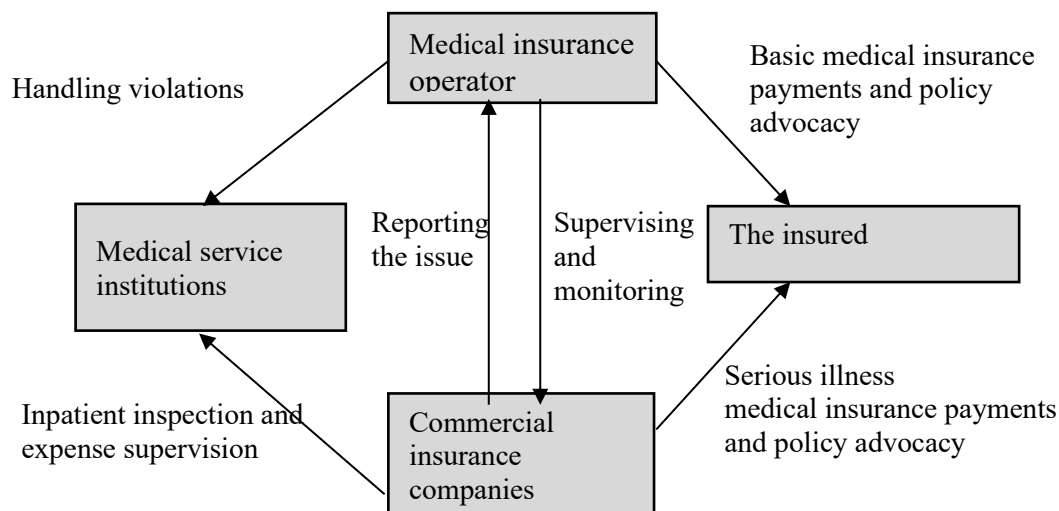 Medical insurance
operator
Handling violations
Basic medical insurance
payments and policy
advocacy
Medical service
institutions
Reporting
the issue
Supervising
and
monitoring
The insured
Inpatient inspection and
expense supervision
Commercial
insurance
companies
Serious illness
medical insurance payments
and policy advocacy